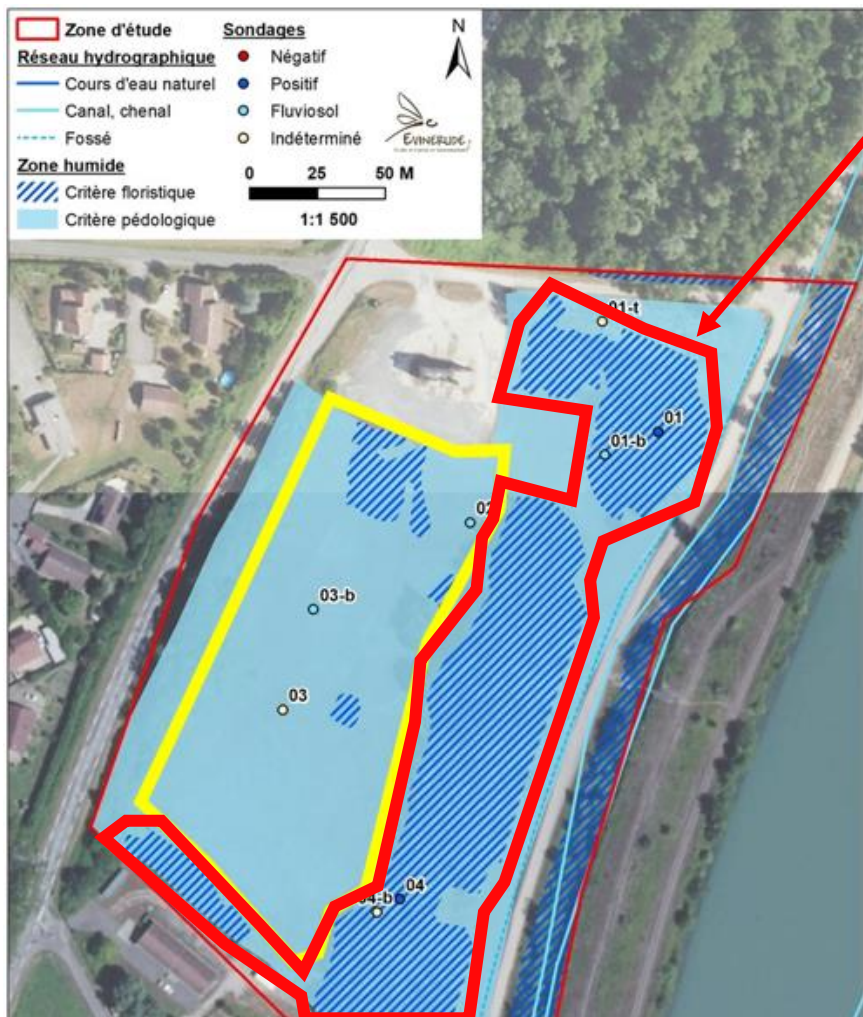 Zone d'étude
Réseau hydrographique
Cours d'eau naturel
Canal, chenal
Fossé
Zone humide
Critère floristique
Critère pédologique
Sondages
Négatif
Positif
Fluviosol
Indéterminé
N
EVINERUDE
0 25 50 M
1:1 500
01-t
01
01-b
02
03-b
03
04
04-b